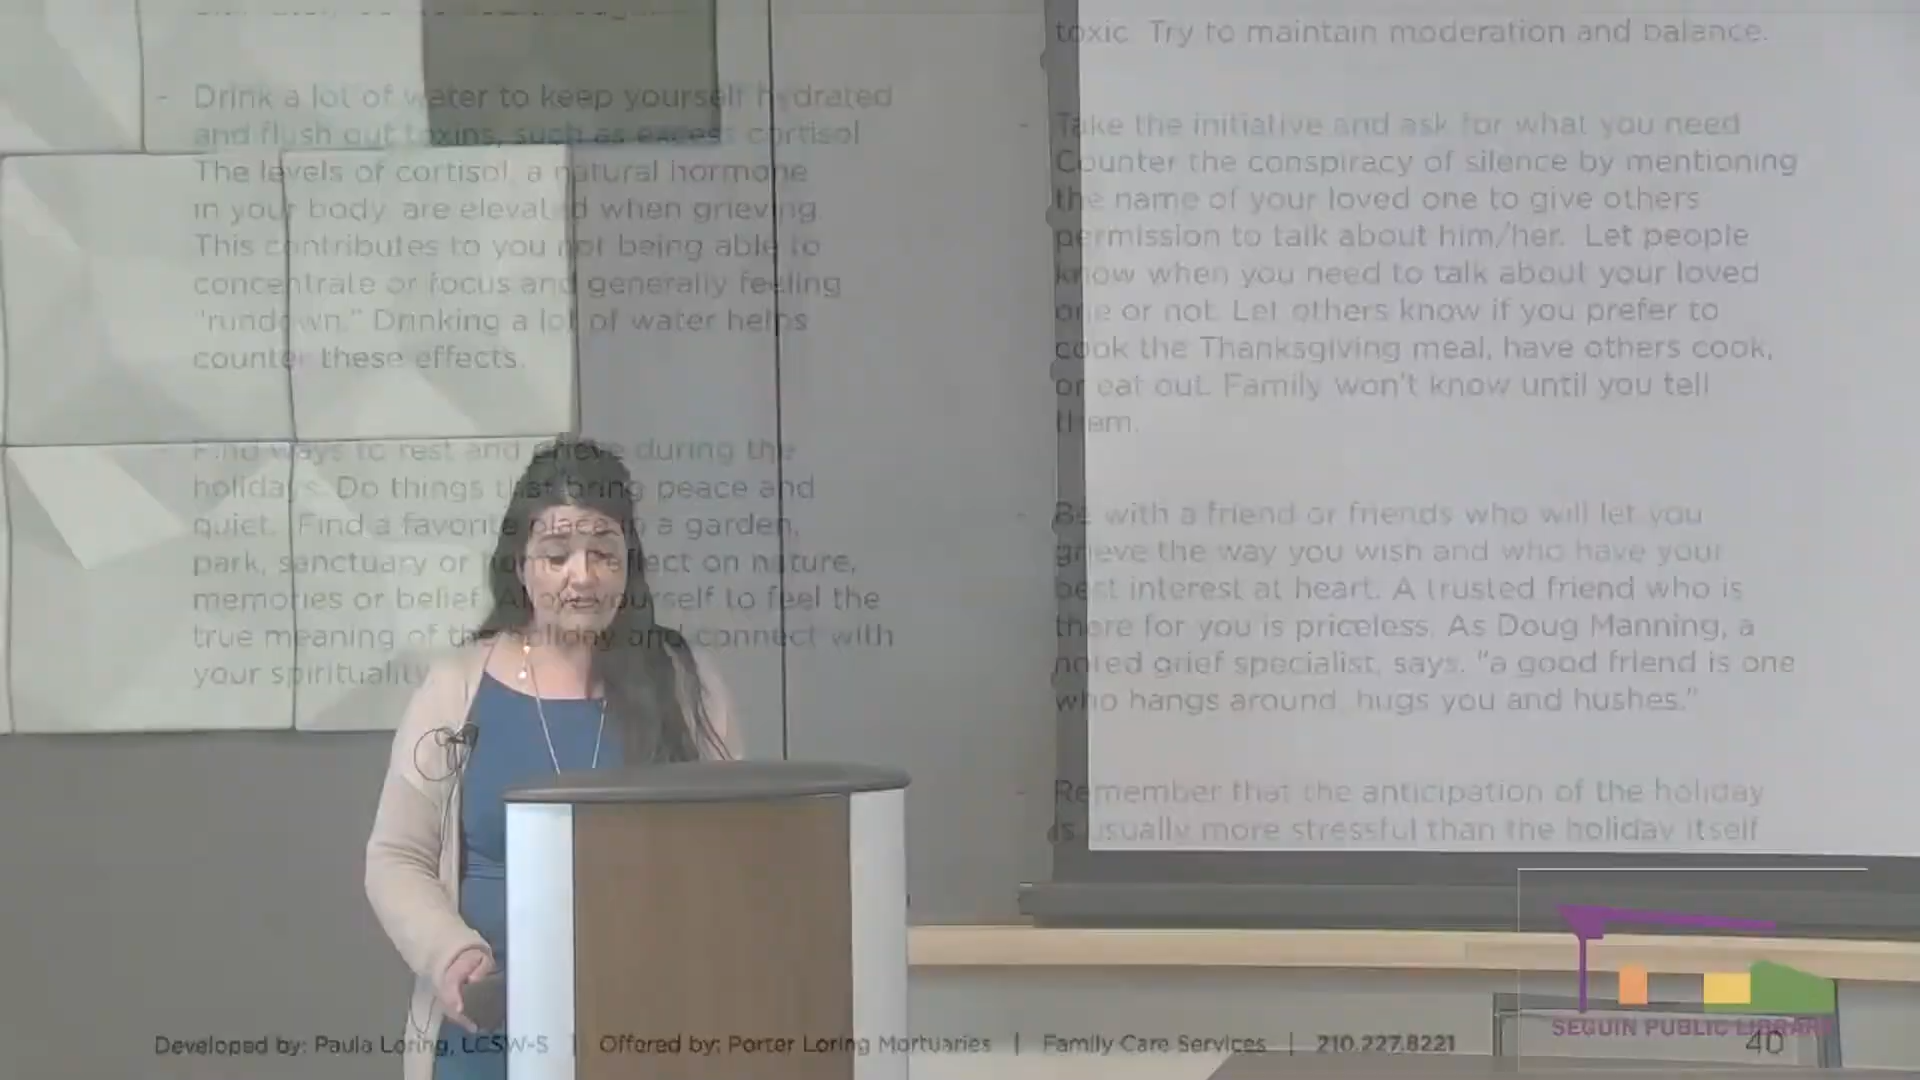 - Drink a lot of water to keep yourself hydrated
and flush out toxins, such as excess cortisol
The levels of cortisol, a natural hormone
in your body, are elevated when grieving.
This contributes to you not being able to
concentrate or focus and generally feeling
"rundown." Drinking a lot of water helps
counter these effects.
- Find ways to rest and grieve during the
holidays. Do things that bring peace and
quiet. Find a favorite place in a garden,
park, sanctuary or home. Reflect on nature,
memories or belief. Allow yourself to feel the
true meaning of the holiday and connect with
your spirituality
toxic. Try to maintain moderation and balance.
- Take the initiative and ask for what you need
Counter the conspiracy of silence by mentioning
the name of your loved one to give others
permission to talk about him/her. Let people
know when you need to talk about your loved
one or not. Let others know if you prefer to
cook the Thanksgiving meal, have others cook,
or eat out. Family won't know until you tell
them.
- Be with a friend or friends who will let you
grieve the way you wish and who have your
best interest at heart. A trusted friend who is
there for you is priceless. As Doug Manning, a
noted grief specialist, says, "a good friend is one
who hangs around, hugs you and hushes."
- Remember that the anticipation of the holiday
is usually more stressful than the holiday itself
Developed by: Paula Loring, LCSW-S | Offered by: Porter Loring Mortuaries | Family Care Services | 210.227.8221
40
SEGUIN PUBLIC LIBRARY